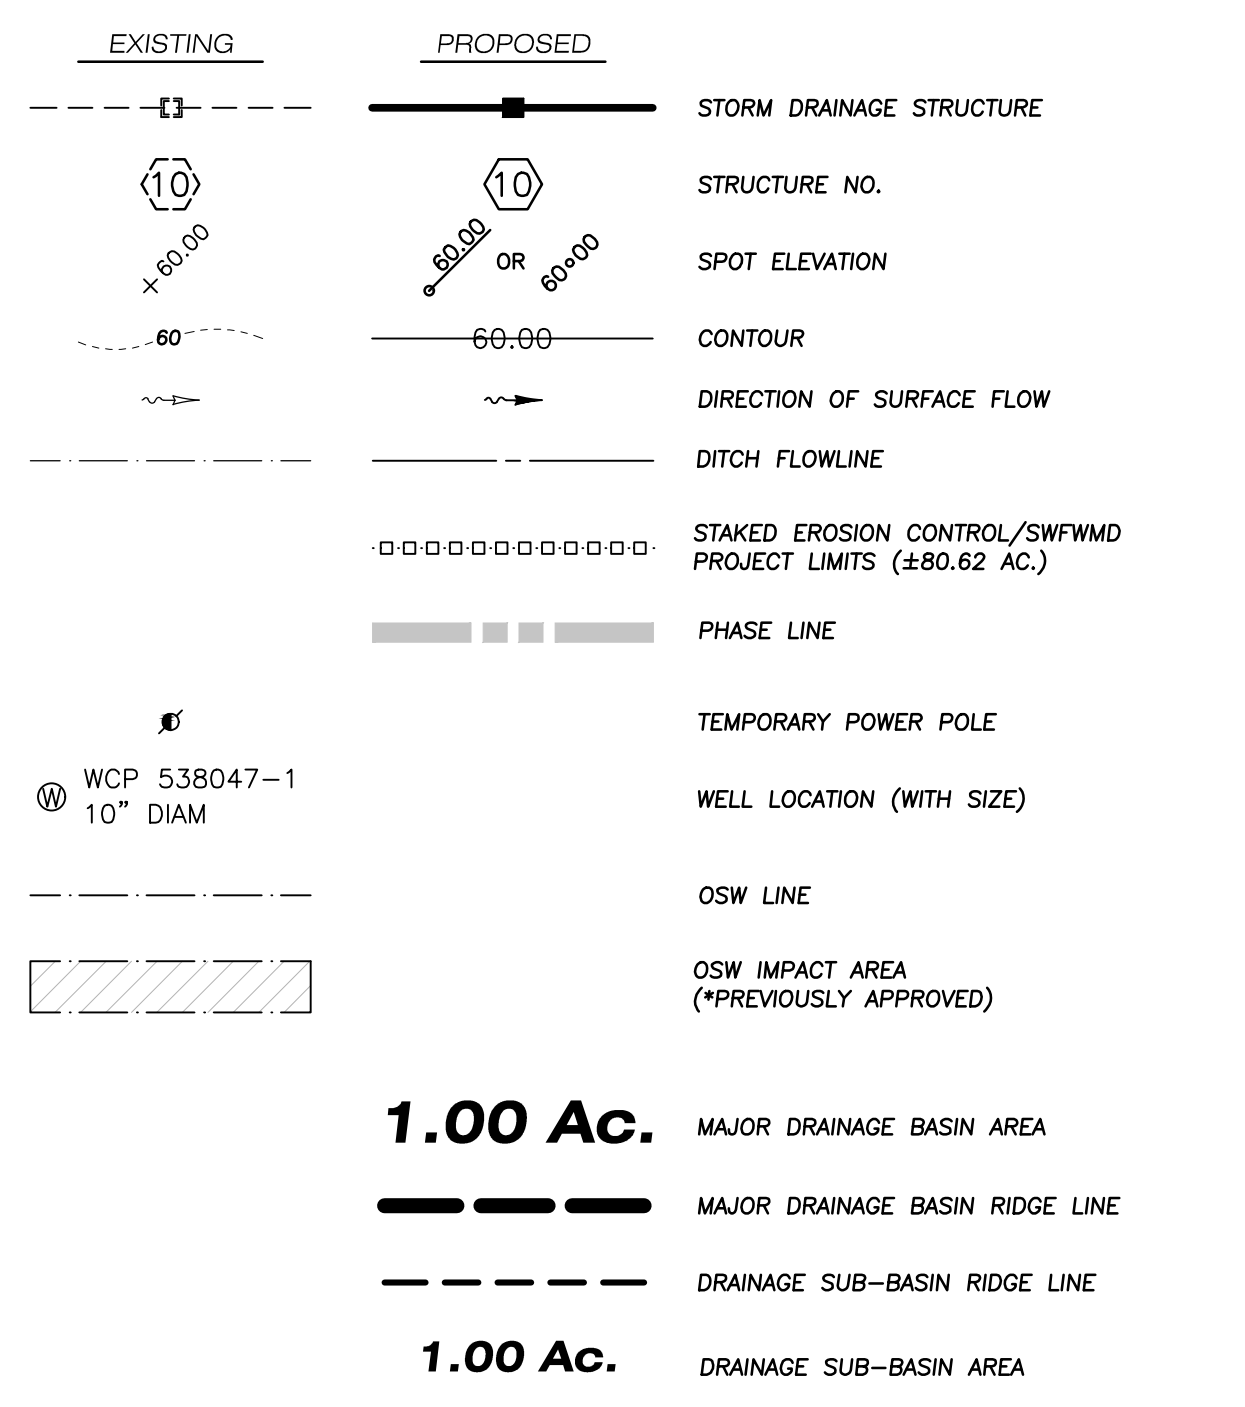 EXISTING PROPOSED
STORM DRAINAGE STRUCTURE
10 10 STRUCTURE NO.
+60.00 60.00 OR 60°00 SPOT ELEVATION
60 60.00 CONTOUR
DIRECTION OF SURFACE FLOW
DITCH FLOWLINE
STAKED EROSION CONTROL/SWFWMD
PROJECT LIMITS (±80.62 AC.)
PHASE LINE
TEMPORARY POWER POLE
W WCP 538047-1
10” DIAM
WELL LOCATION (WITH SIZE)
OSW LINE
OSW IMPACT AREA
(*PREVIOUSLY APPROVED)
1.00 Ac. MAJOR DRAINAGE BASIN AREA
MAJOR DRAINAGE BASIN RIDGE LINE
DRAINAGE SUB-BASIN RIDGE LINE
1.00 Ac. DRAINAGE SUB-BASIN AREA